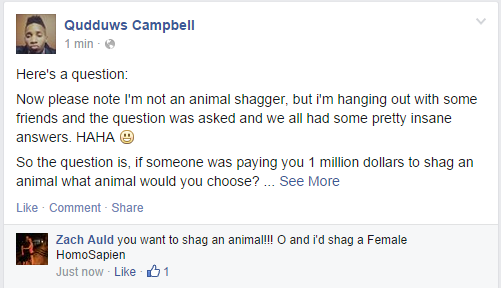 Qudduws Campbell
1 min ·
Here's a question:
Now please note I'm not an animal shagger, but i'm hanging out with some
friends and the question was asked and we all had some pretty insane
answers. HAHA 😃
So the question is, if someone was paying you 1 million dollars to shag an
animal what animal would you choose? ... See More
Like · Comment · Share
Zach Auld you want to shag an animal!!! O and i'd shag a Female
HomoSapien
Just now · Like · 👍 1